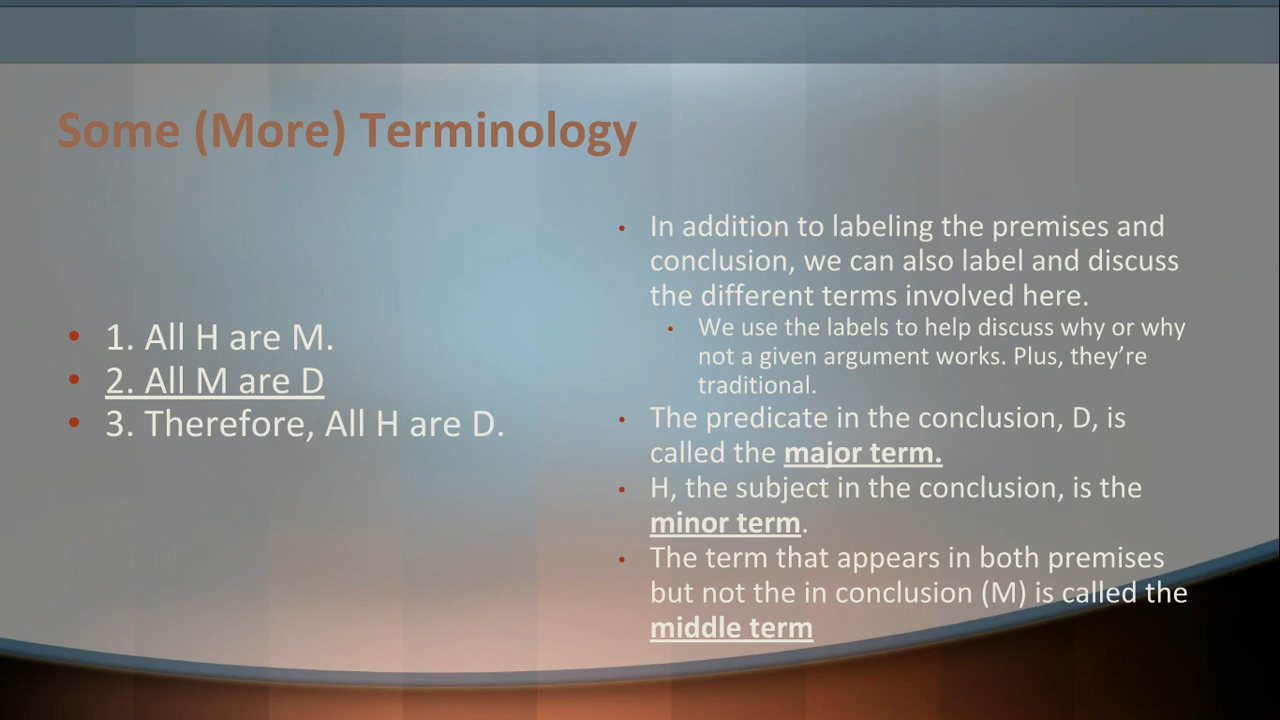 Some (More) Terminology
• 1. All H are M.
• 2. All M are D
• 3. Therefore, All H are D.
• In addition to labeling the premises and
conclusion, we can also label and discuss
the different terms involved here.
• We use the labels to help discuss why or why
not a given argument works. Plus, they’re
traditional.
• The predicate in the conclusion, D, is
called the major term.
• H, the subject in the conclusion, is the
minor term.
• The term that appears in both premises
but not the in conclusion (M) is called the
middle term